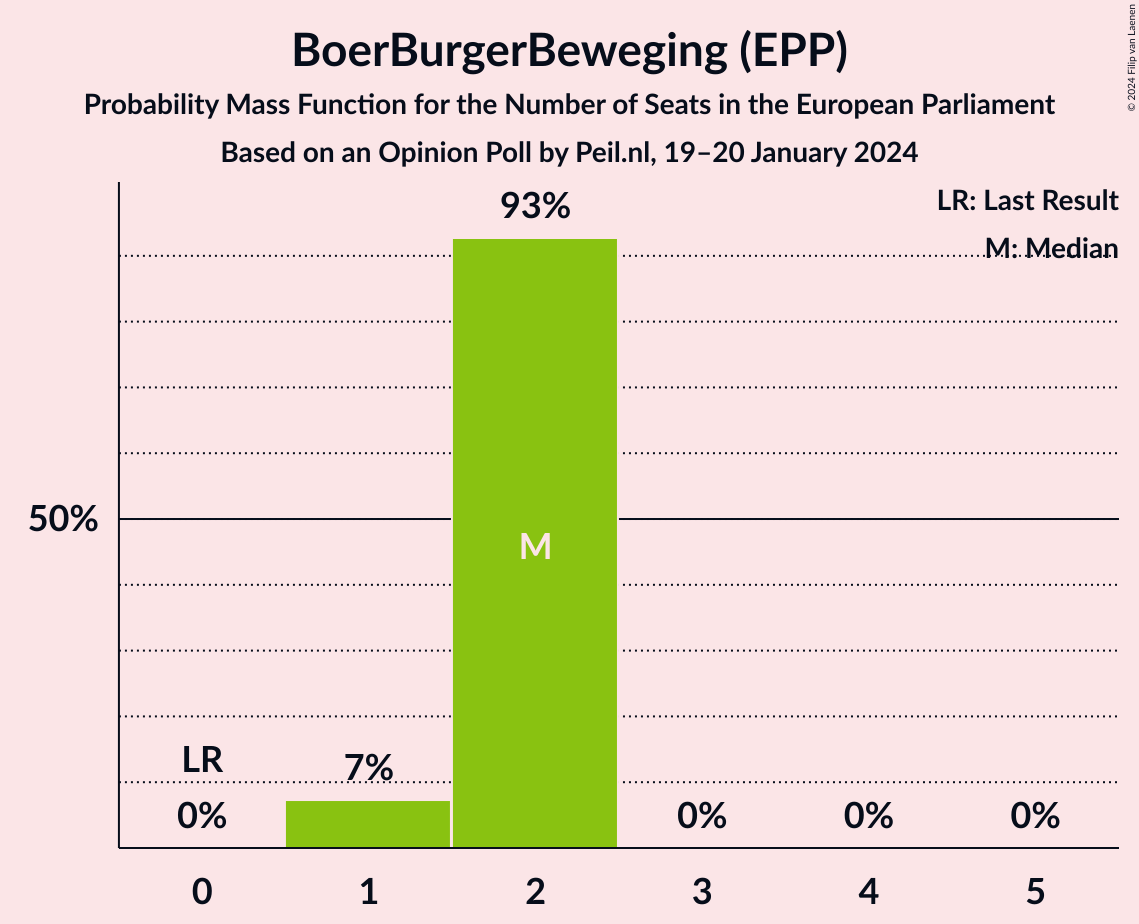 BoerBurgerBeweging (EPP)
Probability Mass Function for the Number of Seats in the European Parliament
Based on an Opinion Poll by Peil.nl, 19–20 January 2024
© 2024 Filip van Laenen
LR: Last Result
M: Median
93%
50%
M
LR
7%
0%
0%
0%
0%
0
1
2
3
4
5